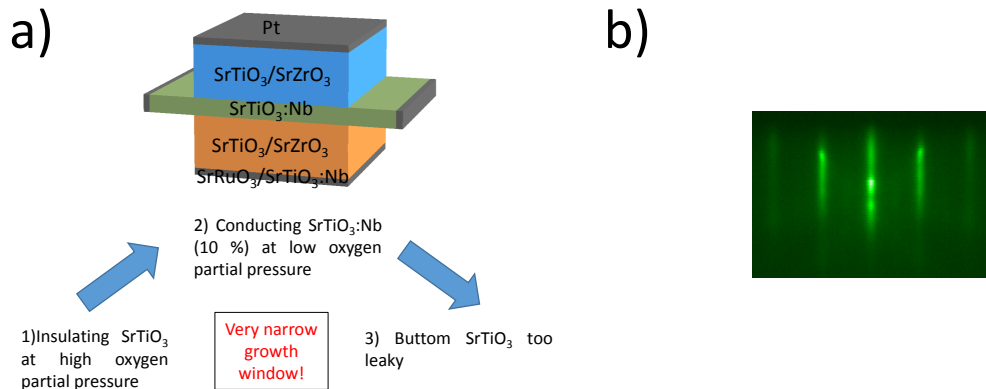 a)
Pt
SrTiO₃/SrZrO₃
SrTiO₃:Nb
SrTiO₃/SrZrO₃
SrRuO₃/SrTiO₃:Nb
2) Conducting SrTiO₃:Nb
(10 %) at low oxygen
partial pressure
1)Insulating SrTiO₃
at high oxygen
partial pressure
Very narrow
growth
window!
3) Buttom SrTiO₃ too
leaky
b)